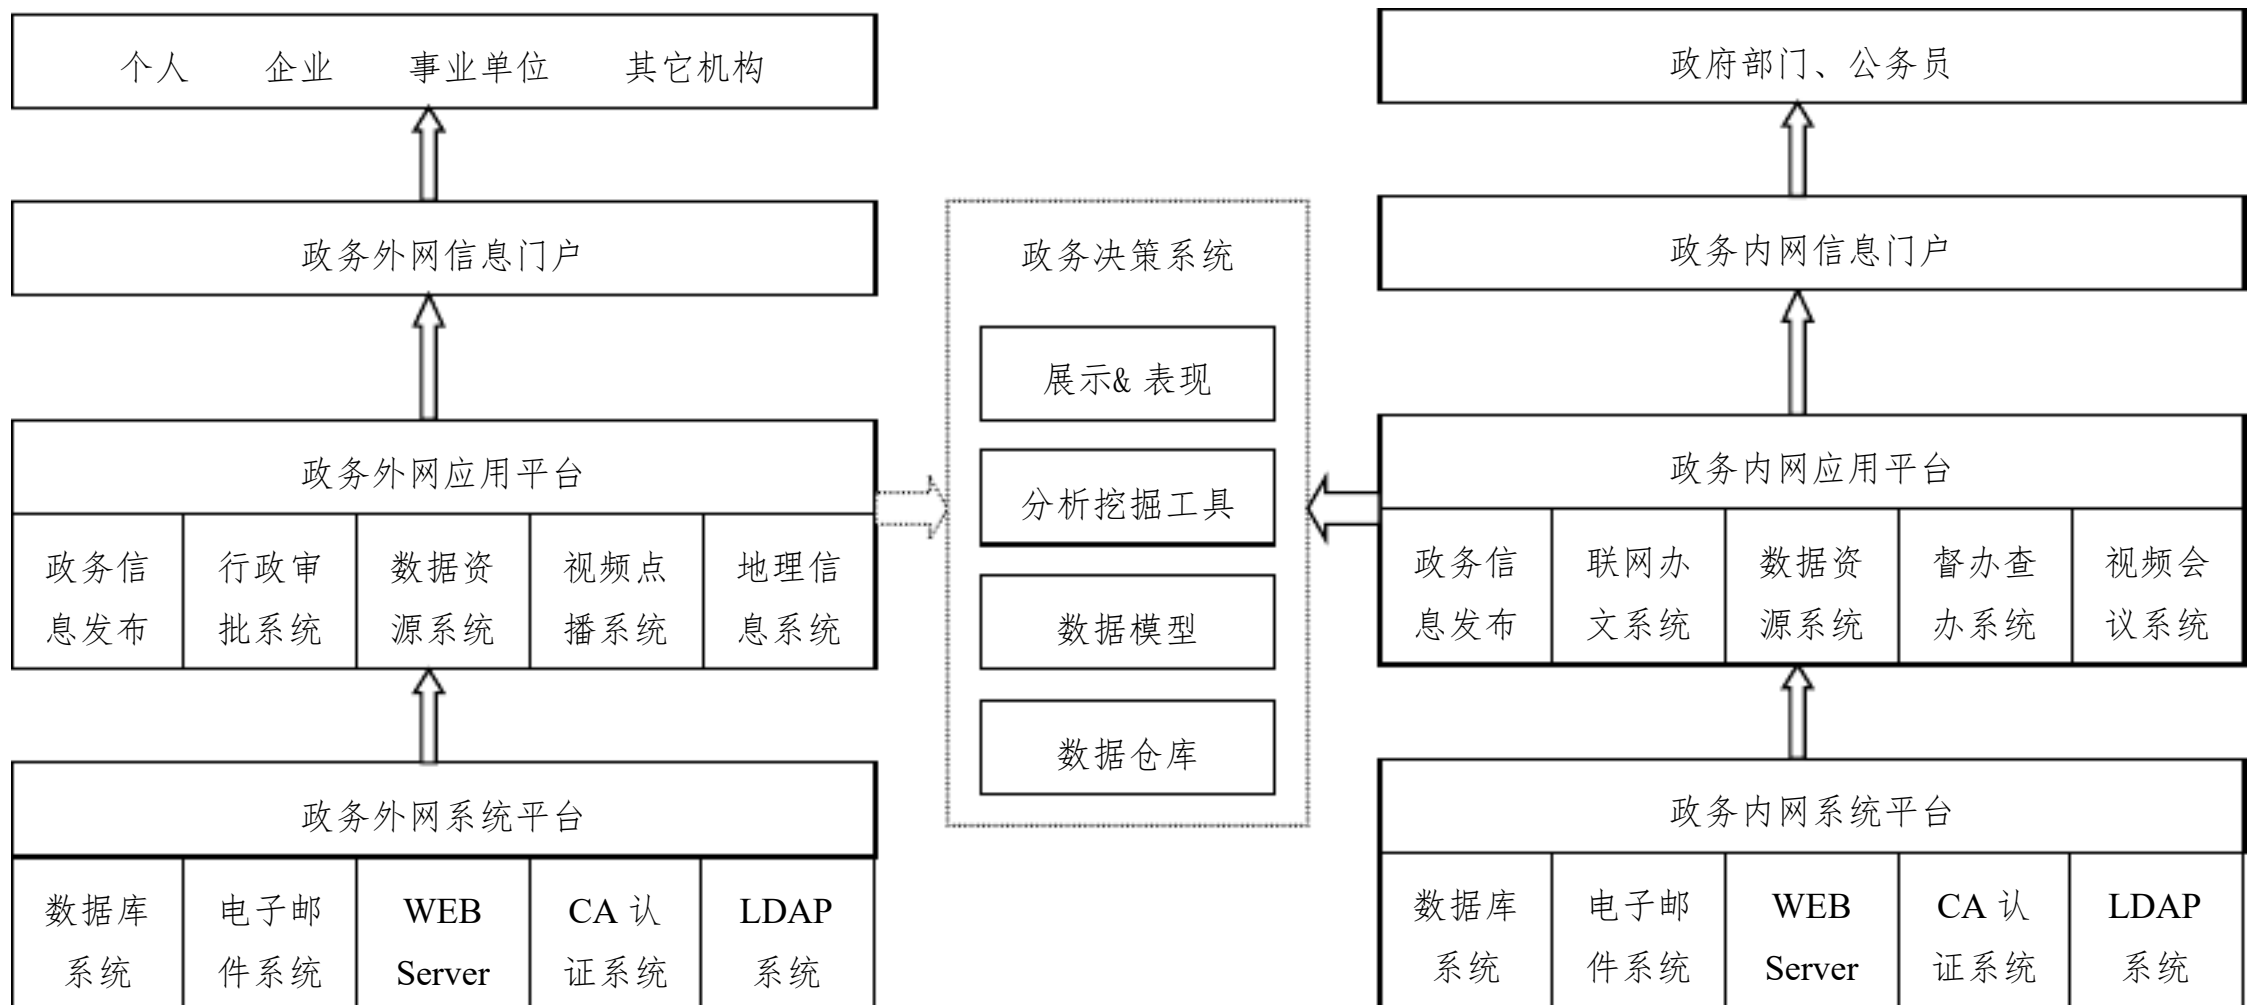 个人 企业 事业单位 其它机构
政务外网信息门户
政务外网应用平台
政务信
息发布
行政审
批系统
数据资
源系统
视频点
播系统
地理信
息系统
政务外网系统平台
数据库
系统
电子邮
件系统
WEB
Server
CA 认
证系统
LDAP
系统
政务决策系统
展示& 表现
分析挖掘工具
数据模型
数据仓库
政府部门、公务员
政务内网信息门户
政务内网应用平台
政务信
息发布
联网办
文系统
数据资
源系统
督办查
办系统
视频会
议系统
政务内网系统平台
数据库
系统
电子邮
件系统
WEB
Server
CA 认
证系统
LDAP
系统